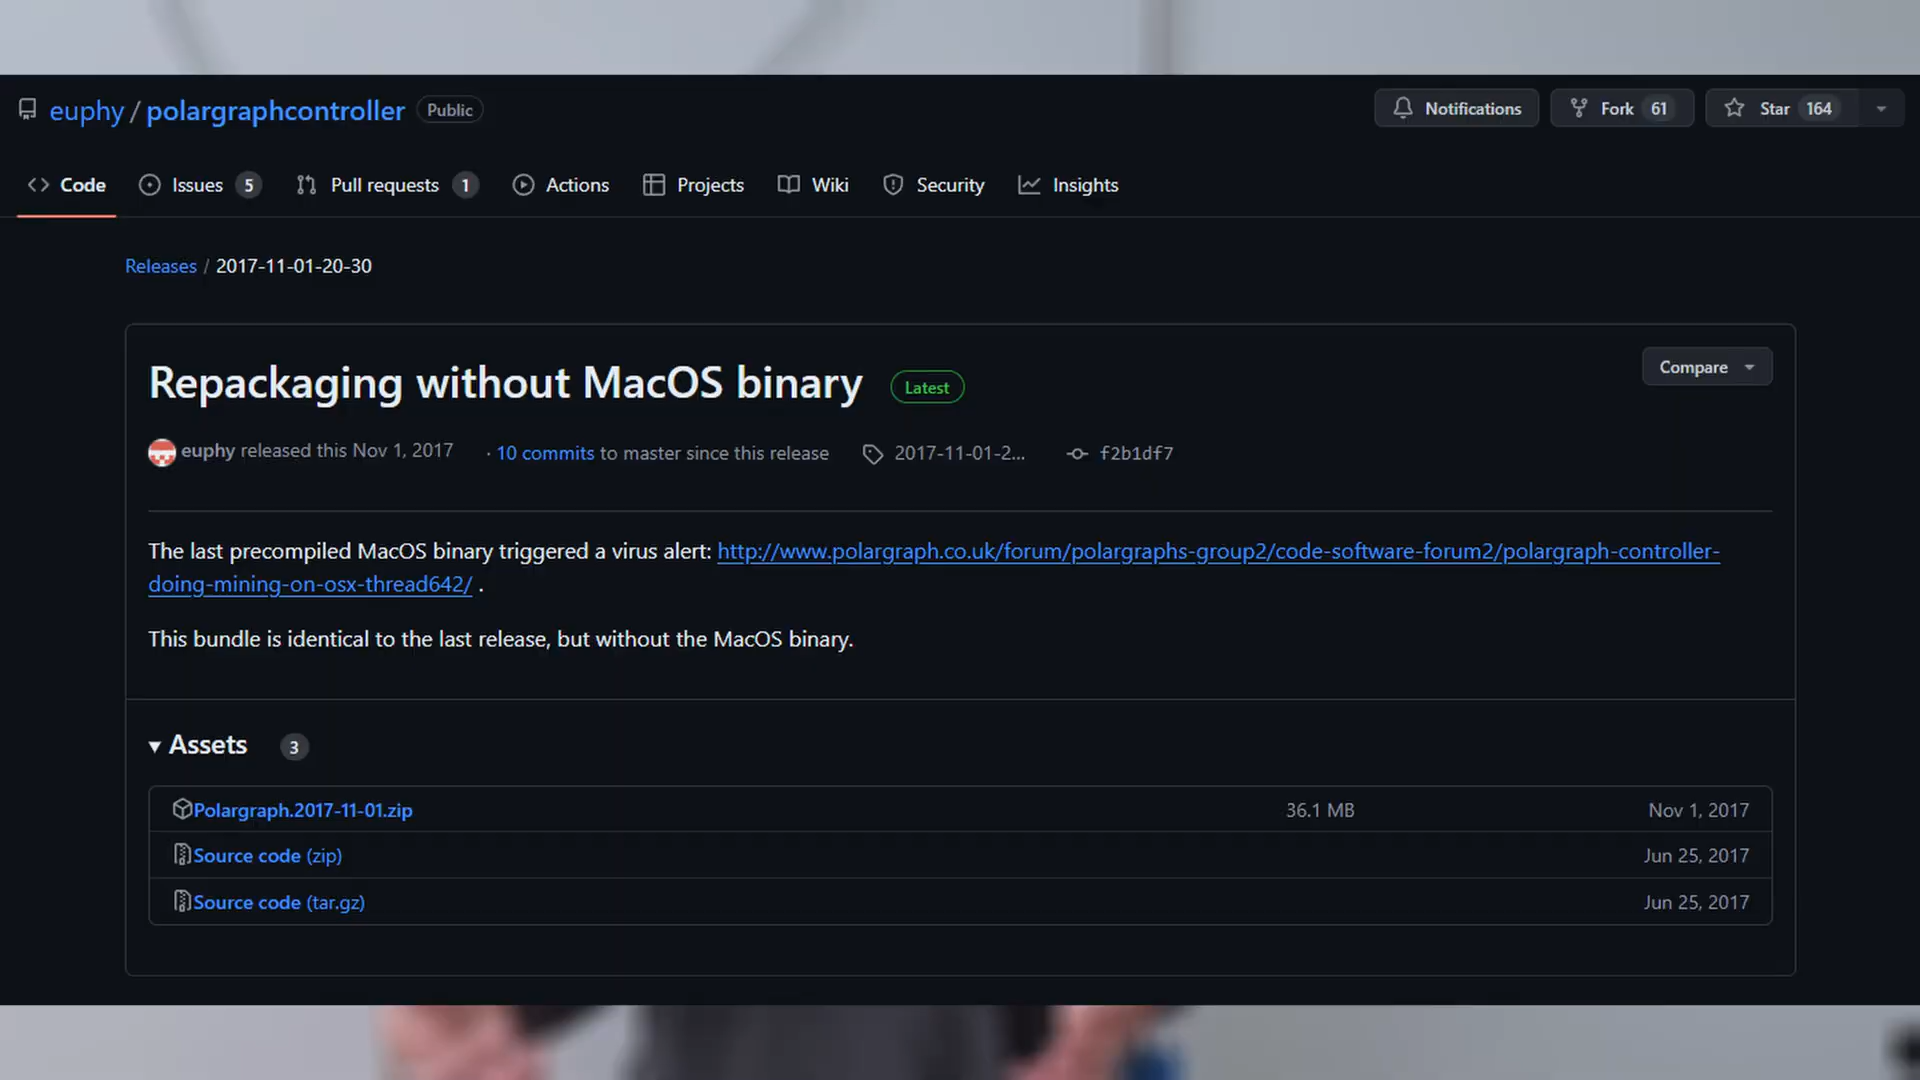 euphy / polargraphcontroller Public
Notifications Fork 61 Star 164
Code Issues 5 Pull requests 1 Actions Projects Wiki Security Insights
Releases / 2017-11-01-20-30
Repackaging without MacOS binary Latest
Compare
euphy released this Nov 1, 2017 · 10 commits to master since this release 2017-11-01-2... f2b1df7
The last precompiled MacOS binary triggered a virus alert: http://www.polargraph.co.uk/forum/polargraphs-group2/code-software-forum2/polargraph-controller-
doing-mining-on-osx-thread642/ .
This bundle is identical to the last release, but without the MacOS binary.
Assets 3
Polargraph.2017-11-01.zip 36.1 MB Nov 1, 2017
Source code (zip) Jun 25, 2017
Source code (tar.gz) Jun 25, 2017